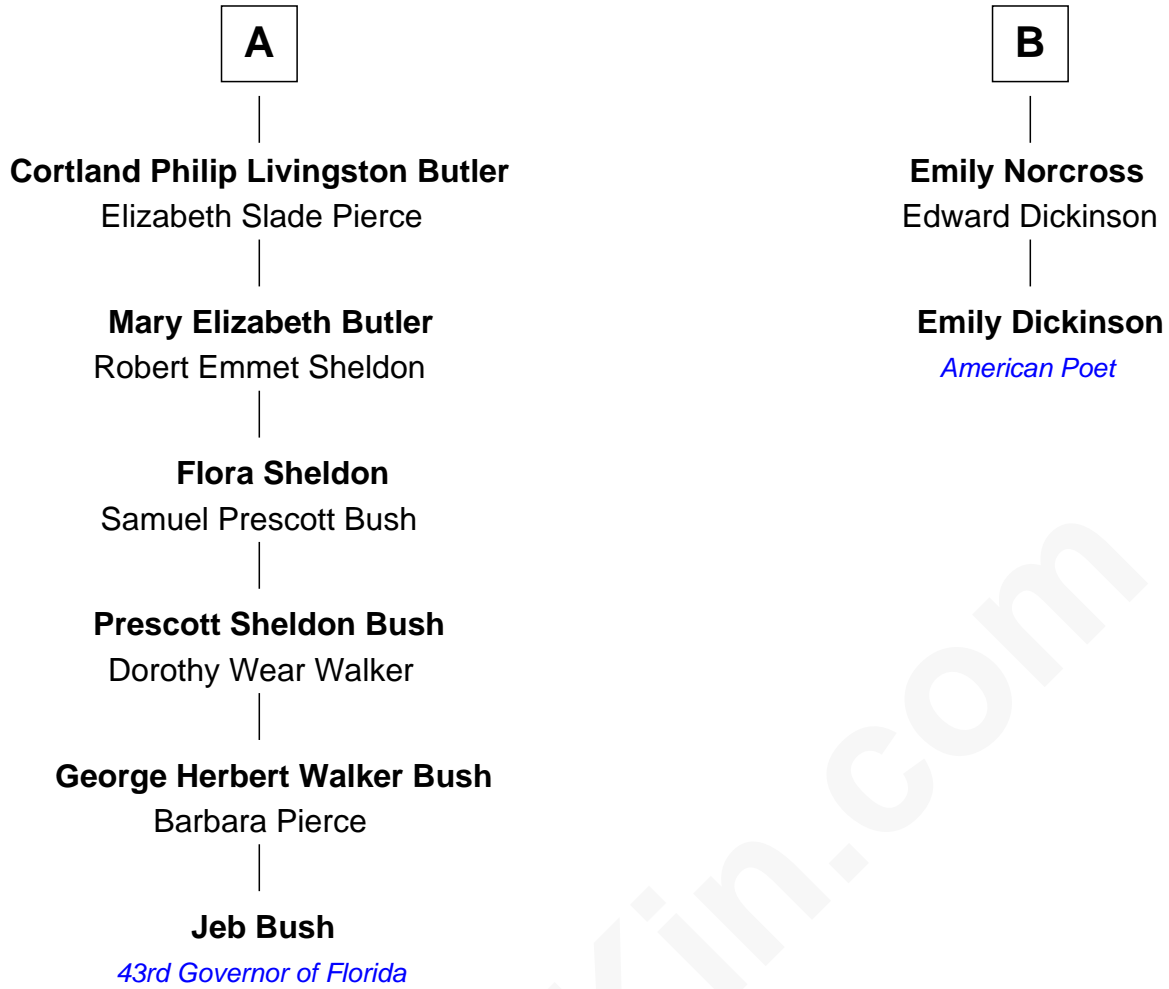 A
Cortland Philip Livingston Butler
Elizabeth Slade Pierce
Mary Elizabeth Butler
Robert Emmet Sheldon
Flora Sheldon
Samuel Prescott Bush
Prescott Sheldon Bush
Dorothy Wear Walker
George Herbert Walker Bush
Barbara Pierce
Jeb Bush
43rd Governor of Florida
B
Emily Norcross
Edward Dickinson
Emily Dickinson
American Poet